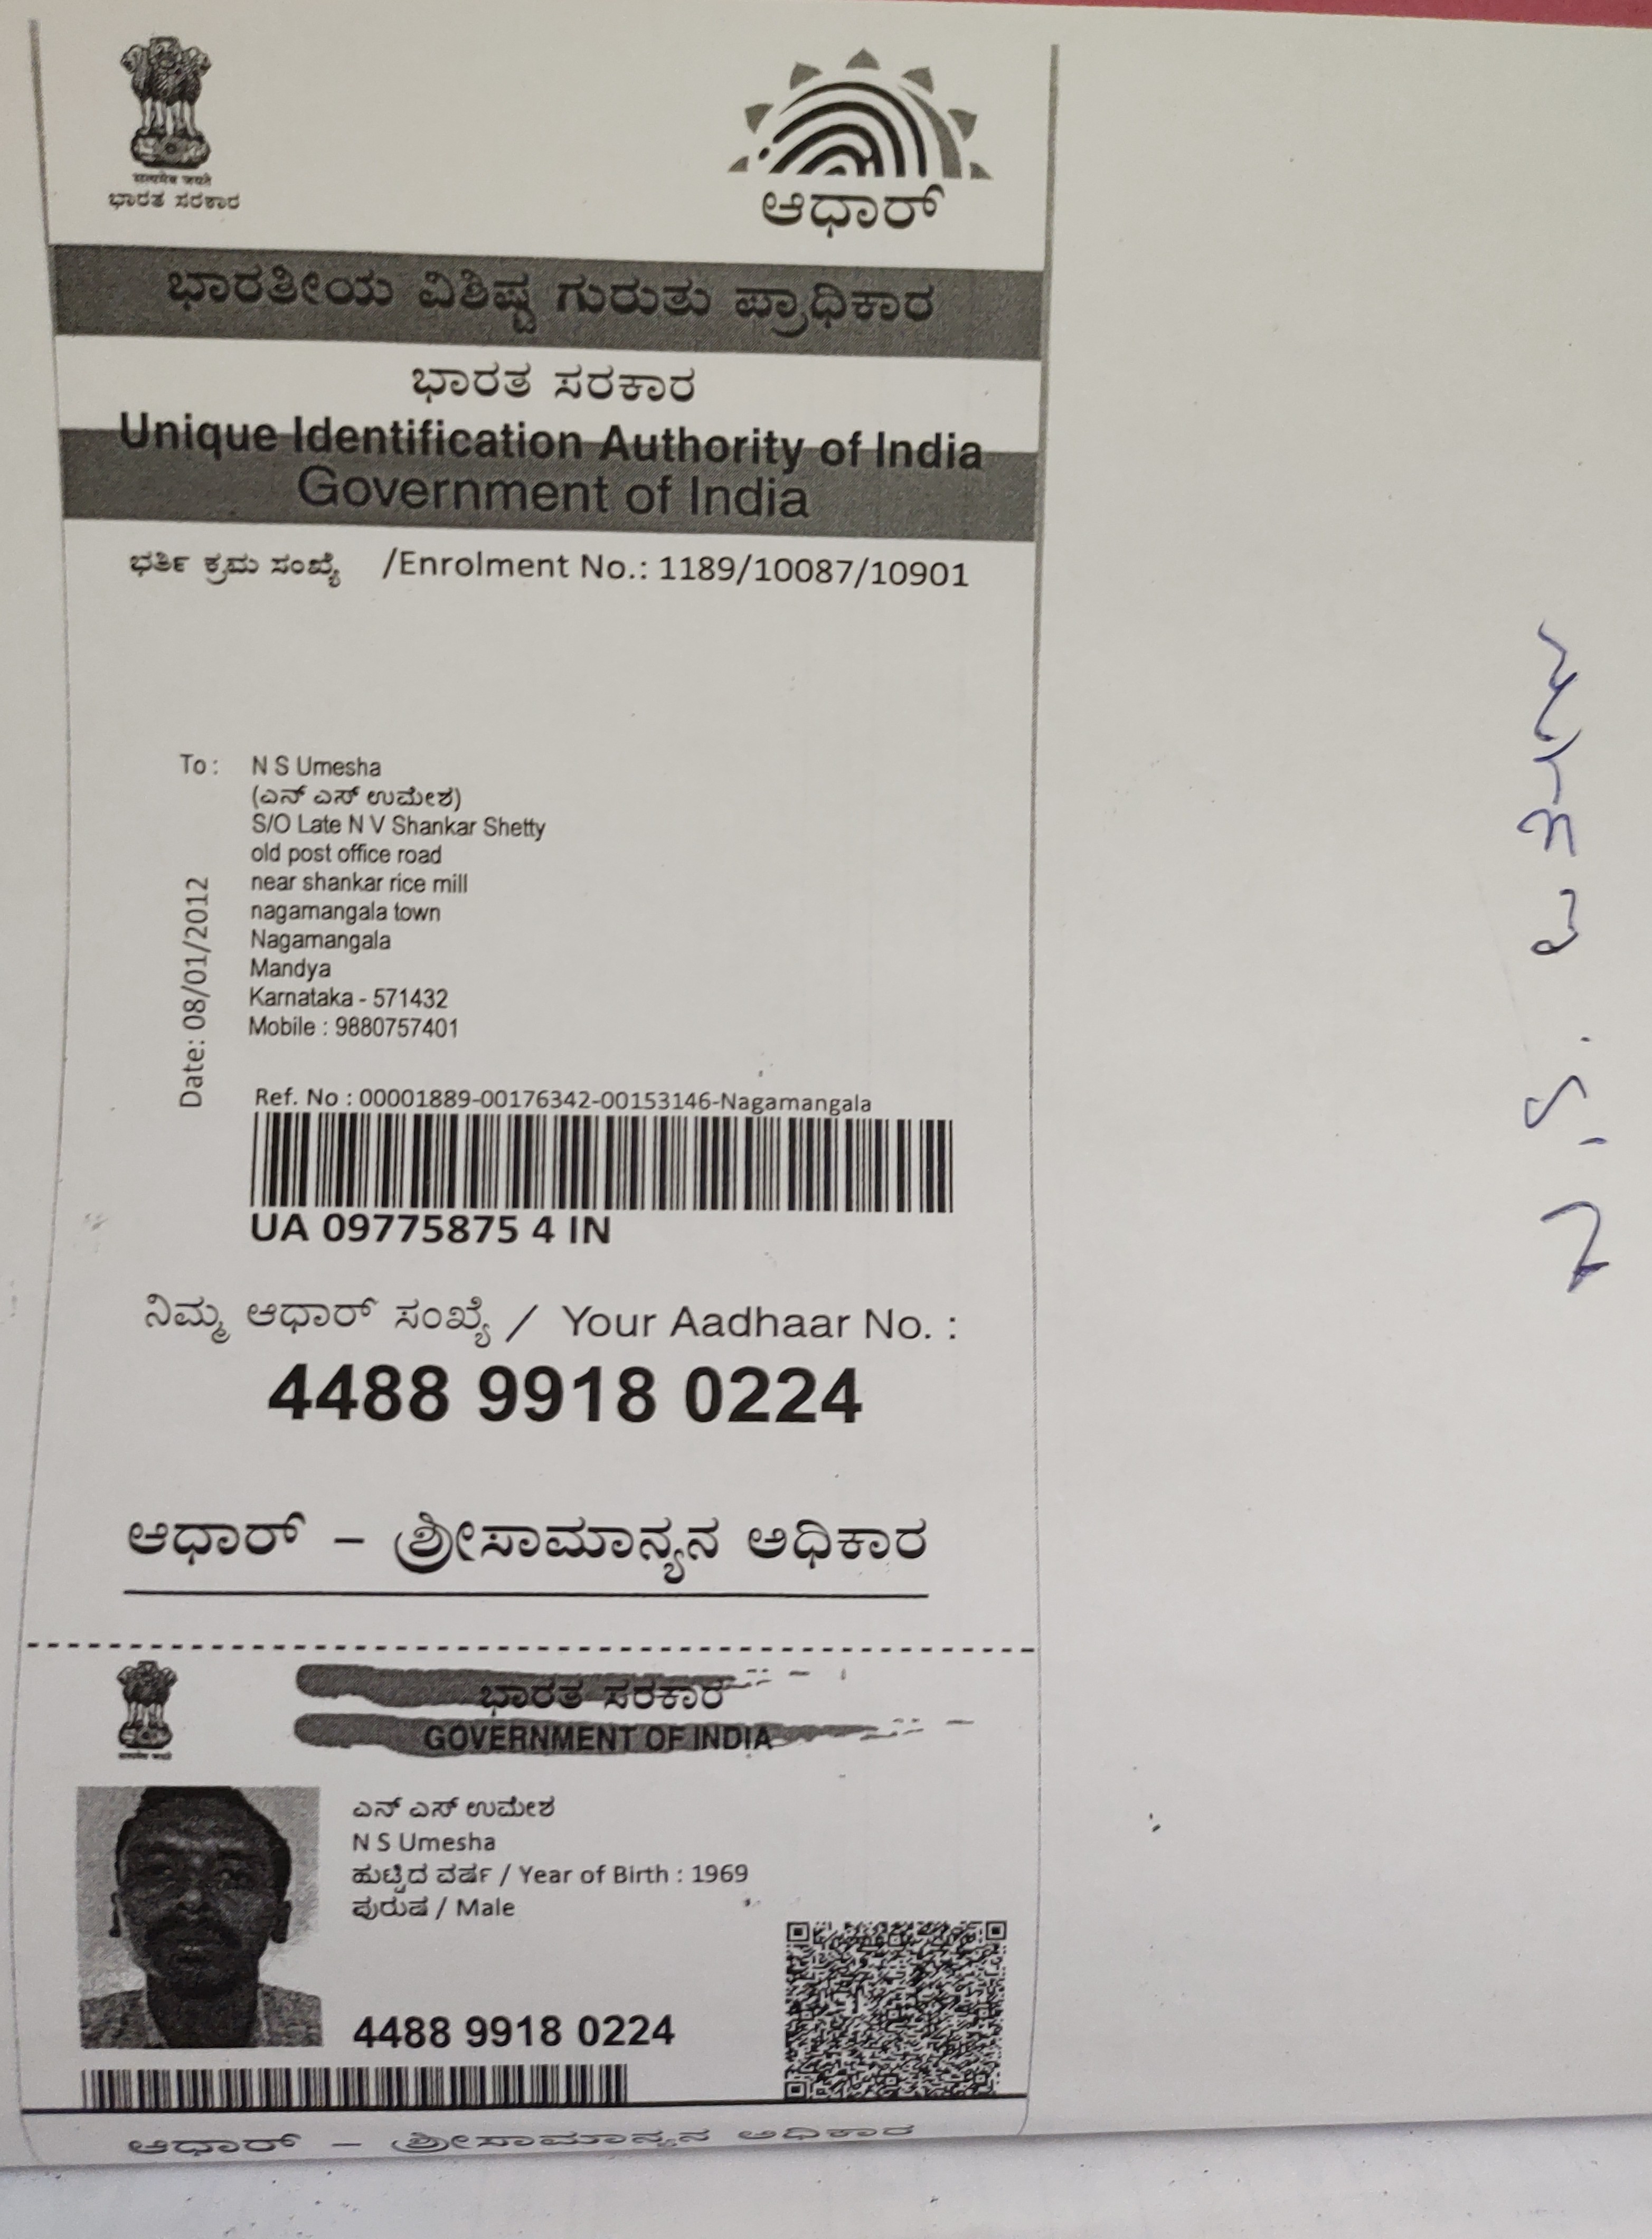 सत्यमेव जयते
ಭಾರತ ಸರಕಾರ
ಆಧಾರ್
ಭಾರತೀಯ ವಿಶಿಷ್ಟ ಗುರುತು ಪ್ರಾಧಿಕಾರ
ಭಾರತ ಸರಕಾರ
Unique Identification Authority of India
Government of India
ಭರ್ತಿ ಕ್ರಮ ಸಂಖ್ಯೆ /Enrolment No.: 1189/10087/10901
To : N S Umesha
(ಎನ್ ಎಸ್ ಉಮೇಶ)
S/O Late N V Shankar Shetty
old post office road
near shankar rice mill
nagamangala town
Nagamangala
Mandya
Karnataka - 571432
Mobile : 9880757401
Date: 08/01/2012
Ref. No : 00001889-00176342-00153146-Nagamangala
UA 09775875 4 IN
ನಿಮ್ಮ ಆಧಾರ್ ಸಂಖ್ಯೆ / Your Aadhaar No. :
4488 9918 0224
ಆಧಾರ್ – ಶ್ರೀಸಾಮಾನ್ಯನ ಅಧಿಕಾರ
ಭಾರತ ಸರಕಾರ
GOVERNMENT OF INDIA
ಎನ್ ಎಸ್ ಉಮೇಶ
N S Umesha
ಹುಟ್ಟಿದ ವರ್ಷ / Year of Birth : 1969
ಪುರುಷ / Male
4488 9918 0224
ಆಧಾರ್ – ಶ್ರೀಸಾಮಾನ್ಯನ ಅಧಿಕಾರ